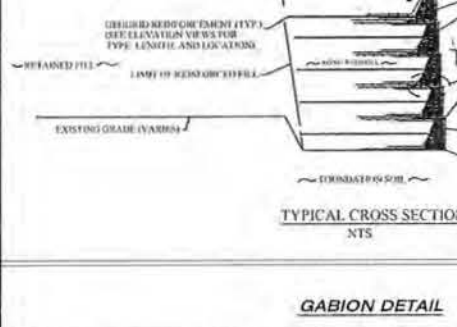 GEOGRID REINFORCEMENT (TYP.)
(SEE ELEVATION VIEWS FOR
TYPE, LENGTH, AND LOCATIONS)
RETAINED FILL
LIMIT OF REINFORCED FILL
EXISTING GRADE (VARIES)
FOUNDATION SOIL
TYPICAL CROSS SECTION
NTS
GABION DETAIL